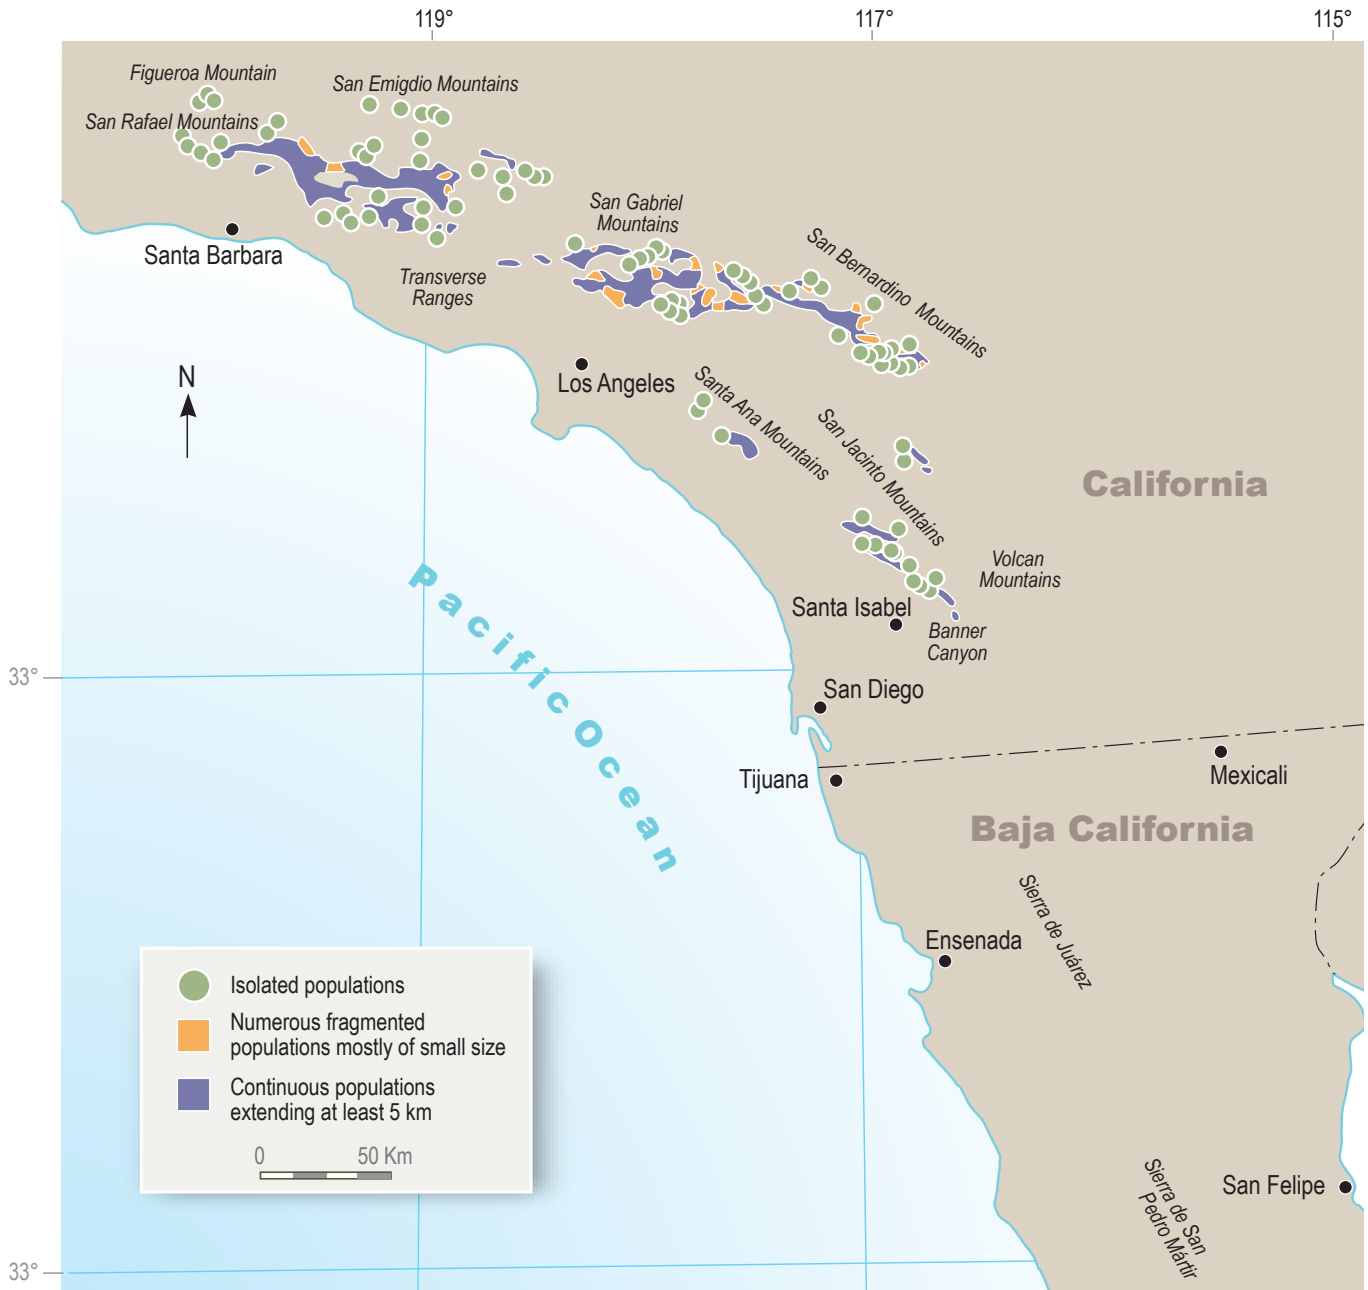 119°
117°
115°
Figueroa Mountain
San Emigdio Mountains
San Rafael Mountains
San Gabriel
Mountains
San Bernardino Mountains
Santa Barbara
Transverse
Ranges
N
Los Angeles
Santa Ana Mountains
San Jacinto Mountains
California
Volcan
Mountains
Pacific Ocean
Santa Isabel
Banner
Canyon
33°
San Diego
Tijuana
Mexicali
Baja California
Sierra de Juárez
Ensenada
Isolated populations
Numerous fragmented
populations mostly of small size
Continuous populations
extending at least 5 km
0 50 Km
Sierra de San
Pedro Mártir
San Felipe
33°